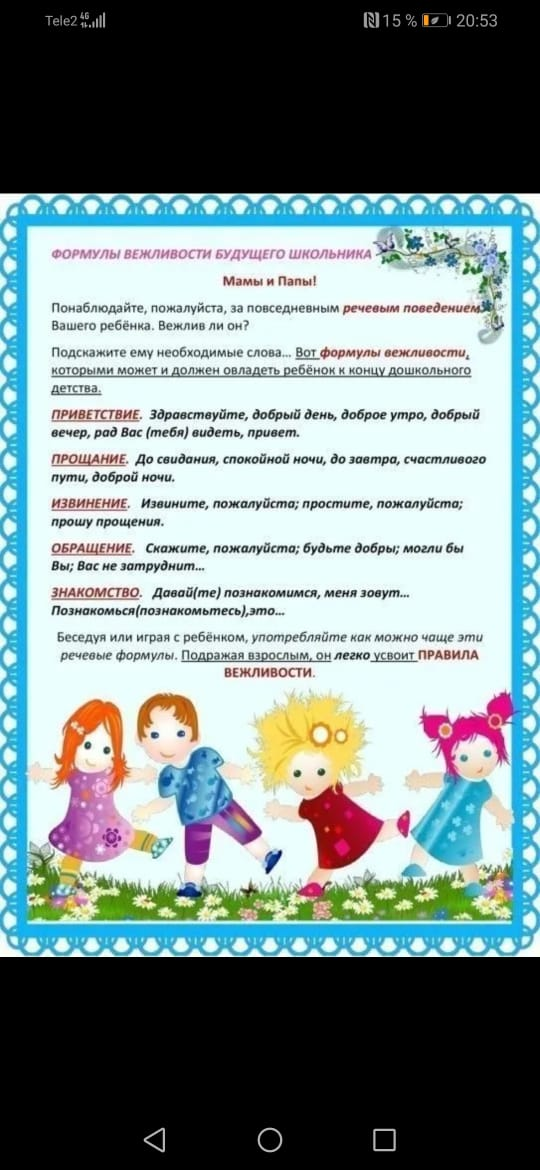 Tele2 4G 15 % 20:53
ФОРМУЛЫ ВЕЖЛИВОСТИ БУДУЩЕГО ШКОЛЬНИКА
Мамы и Папы!
Понаблюдайте, пожалуйста, за повседневным речевым поведением
Вашего ребёнка. Вежлив ли он?
Подскажите ему необходимые слова... Вот формулы вежливости,
которыми может и должен овладеть ребёнок к концу дошкольного
детства.
ПРИВЕТСТВИЕ. Здравствуйте, добрый день, доброе утро, добрый
вечер, рад Вас (тебя) видеть, привет.
ПРОЩАНИЕ. До свидания, спокойной ночи, до завтра, счастливого
пути, доброй ночи.
ИЗВИНЕНИЕ. Извините, пожалуйста; простите, пожалуйста;
прошу прощения.
ОБРАЩЕНИЕ. Скажите, пожалуйста; будьте добры; могли бы
Вы; Вас не затруднит...
ЗНАКОМСТВО. Давай(те) познакомимся, меня зовут...
Познакомься(познакомьтесь),это...
Беседуя или играя с ребёнком, употребляйте как можно чаще эти
речевые формулы. Подражая взрослым, он легко усвоит ПРАВИЛА
ВЕЖЛИВОСТИ.